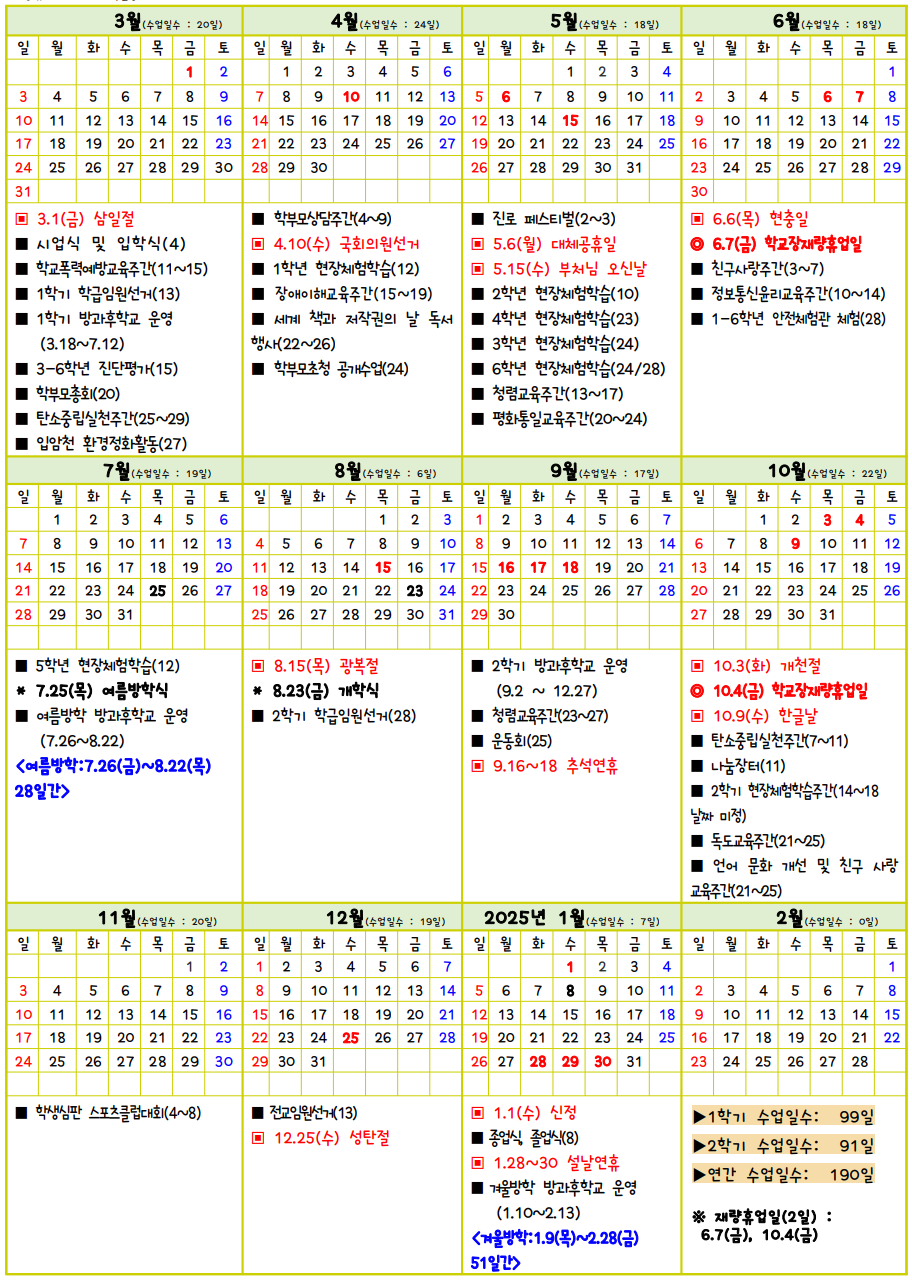 3월(수업일수 : 20일)
일 월 화 수 목 금 토
1 2
3 4 5 6 7 8 9
10 11 12 13 14 15 16
17 18 19 20 21 22 23
24 25 26 27 28 29 30
31
▣ 3.1(금) 삼일절
■ 시업식 및 입학식(4)
■ 학교폭력예방교육주간(11~15)
■ 1학기 학급임원선거(13)
■ 1학기 방과후학교 운영
(3.18~7.12)
■ 3-6학년 진단평가(15)
■ 학부모총회(20)
■ 탄소중립실천주간(25~29)
■ 입암천 환경정화활동(27)
4월(수업일수 : 24일)
일 월 화 수 목 금 토
1 2 3 4 5 6
7 8 9 10 11 12 13
14 15 16 17 18 19 20
21 22 23 24 25 26 27
28 29 30
■ 학부모상담주간(4~9)
▣ 4.10(수) 국회의원선거
■ 1학년 현장체험학습(12)
■ 장애이해교육주간(15~19)
■ 세계 책과 저작권의 날 독서
행사(22~26)
■ 학부모초청 공개수업(24)
5월(수업일수 : 18일)
일 월 화 수 목 금 토
1 2 3 4
5 6 7 8 9 10 11
12 13 14 15 16 17 18
19 20 21 22 23 24 25
26 27 28 29 30 31
■ 진로 페스티벌(2~3)
▣ 5.6(월) 대체공휴일
▣ 5.15(수) 부처님 오신날
■ 2학년 현장체험학습(10)
■ 4학년 현장체험학습(23)
■ 3학년 현장체험학습(24)
■ 6학년 현장체험학습(24/28)
■ 청렴교육주간(13~17)
■ 평화통일교육주간(20~24)
6월(수업일수 : 18일)
일 월 화 수 목 금 토
1
2 3 4 5 6 7 8
9 10 11 12 13 14 15
16 17 18 19 20 21 22
23 24 25 26 27 28 29
30
▣ 6.6(목) 현충일
◎ 6.7(금) 학교장재량휴업일
■ 친구사랑주간(3~7)
■ 정보통신윤리교육주간(10~14)
■ 1-6학년 안전체험관 체험(28)
7월(수업일수 : 19일)
일 월 화 수 목 금 토
1 2 3 4 5 6
7 8 9 10 11 12 13
14 15 16 17 18 19 20
21 22 23 24 25 26 27
28 29 30 31
■ 5학년 현장체험학습(12)
* 7.25(목) 여름방학식
■ 여름방학 방과후학교 운영
(7.26~8.22)
<여름방학:7.26(금)~8.22(목)
28일간>
8월(수업일수 : 6일)
일 월 화 수 목 금 토
1 2 3
4 5 6 7 8 9 10
11 12 13 14 15 16 17
18 19 20 21 22 23 24
25 26 27 28 29 30 31
▣ 8.15(목) 광복절
* 8.23(금) 개학식
■ 2학기 학급임원선거(28)
9월(수업일수 : 17일)
일 월 화 수 목 금 토
1 2 3 4 5 6 7
8 9 10 11 12 13 14
15 16 17 18 19 20 21
22 23 24 25 26 27 28
29 30
■ 2학기 방과후학교 운영
(9.2 ~ 12.27)
■ 청렴교육주간(23~27)
■ 운동회(25)
▣ 9.16~18 추석연휴
10월(수업일수 : 22일)
일 월 화 수 목 금 토
1 2 3 4 5
6 7 8 9 10 11 12
13 14 15 16 17 18 19
20 21 22 23 24 25 26
27 28 29 30 31
▣ 10.3(화) 개천절
◎ 10.4(금) 학교장재량휴업일
▣ 10.9(수) 한글날
■ 탄소중립실천주간(7~11)
■ 나눔장터(11)
■ 2학기 현장체험학습주간(14~18
날짜 미정)
■ 독도교육주간(21~25)
■ 언어 문화 개선 및 친구 사랑
교육주간(21~25)
11월(수업일수 : 20일)
일 월 화 수 목 금 토
1 2
3 4 5 6 7 8 9
10 11 12 13 14 15 16
17 18 19 20 21 22 23
24 25 26 27 28 29 30
■ 학생심판 스포츠클럽대회(4~8)
12월(수업일수 : 19일)
일 월 화 수 목 금 토
1 2 3 4 5 6 7
8 9 10 11 12 13 14
15 16 17 18 19 20 21
22 23 24 25 26 27 28
29 30 31
■ 전교임원선거(13)
▣ 12.25(수) 성탄절
2025년 1월(수업일수 : 7일)
일 월 화 수 목 금 토
1 2 3 4
5 6 7 8 9 10 11
12 13 14 15 16 17 18
19 20 21 22 23 24 25
26 27 28 29 30 31
▣ 1.1(수) 신정
■ 종업식, 졸업식(8)
▣ 1.28~30 설날연휴
■ 겨울방학 방과후학교 운영
(1.10~2.13)
<겨울방학:1.9(목)~2.28(금)
51일간>
2월(수업일수 : 0일)
일 월 화 수 목 금 토
1
2 3 4 5 6 7 8
9 10 11 12 13 14 15
16 17 18 19 20 21 22
23 24 25 26 27 28
▶1학기 수업일수: 99일
▶2학기 수업일수: 91일
▶연간 수업일수: 190일
※ 재량휴업일(2일) :
6.7(금), 10.4(금)